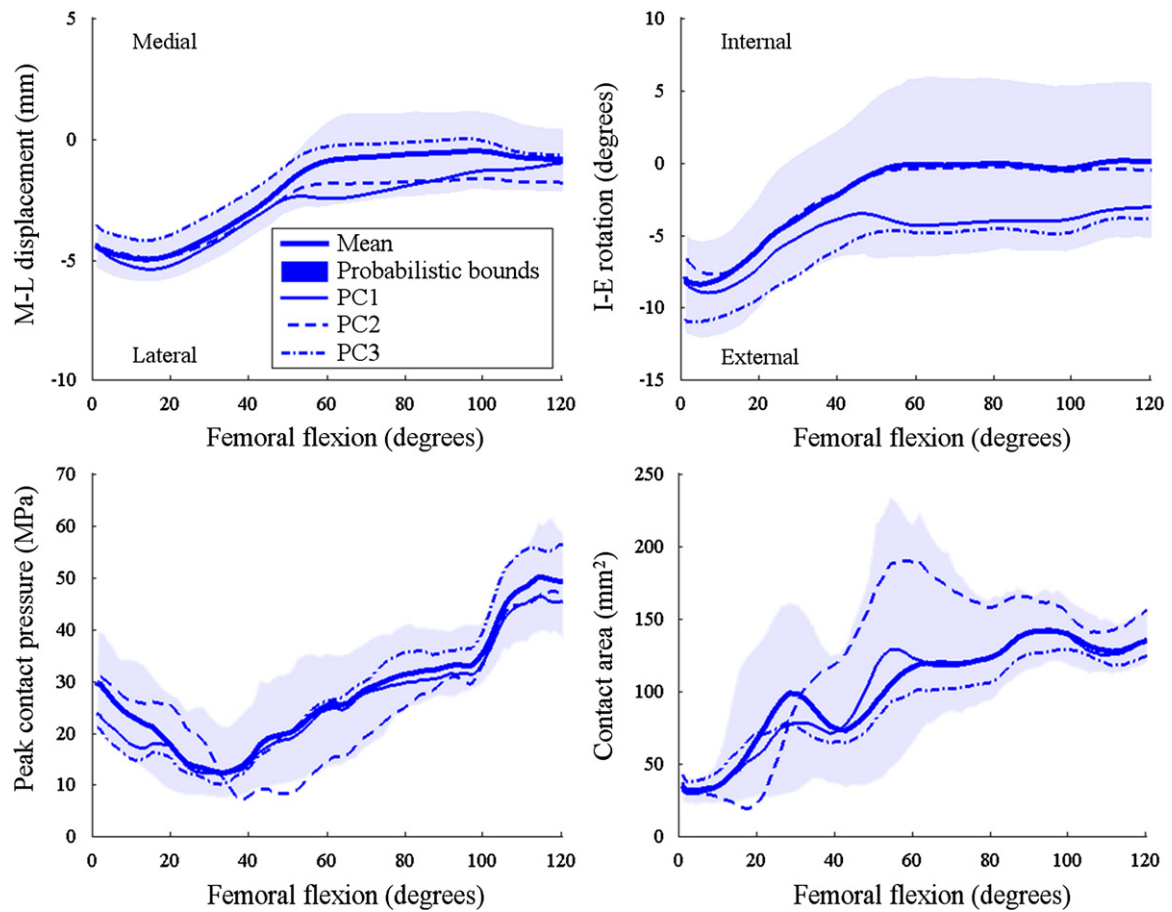 5
0
-5
-10
M-L displacement (mm)
Medial
Lateral
Mean
Probabilistic bounds
PC1
PC2
PC3
0 20 40 60 80 100 120
Femoral flexion (degrees)
10
5
0
-5
-10
-15
I-E rotation (degrees)
Internal
External
0 20 40 60 80 100 120
Femoral flexion (degrees)
70
60
50
40
30
20
10
0
Peak contact pressure (MPa)
0 20 40 60 80 100 120
Femoral flexion (degrees)
250
200
150
100
50
0
Contact area (mm²)
0 20 40 60 80 100 120
Femoral flexion (degrees)